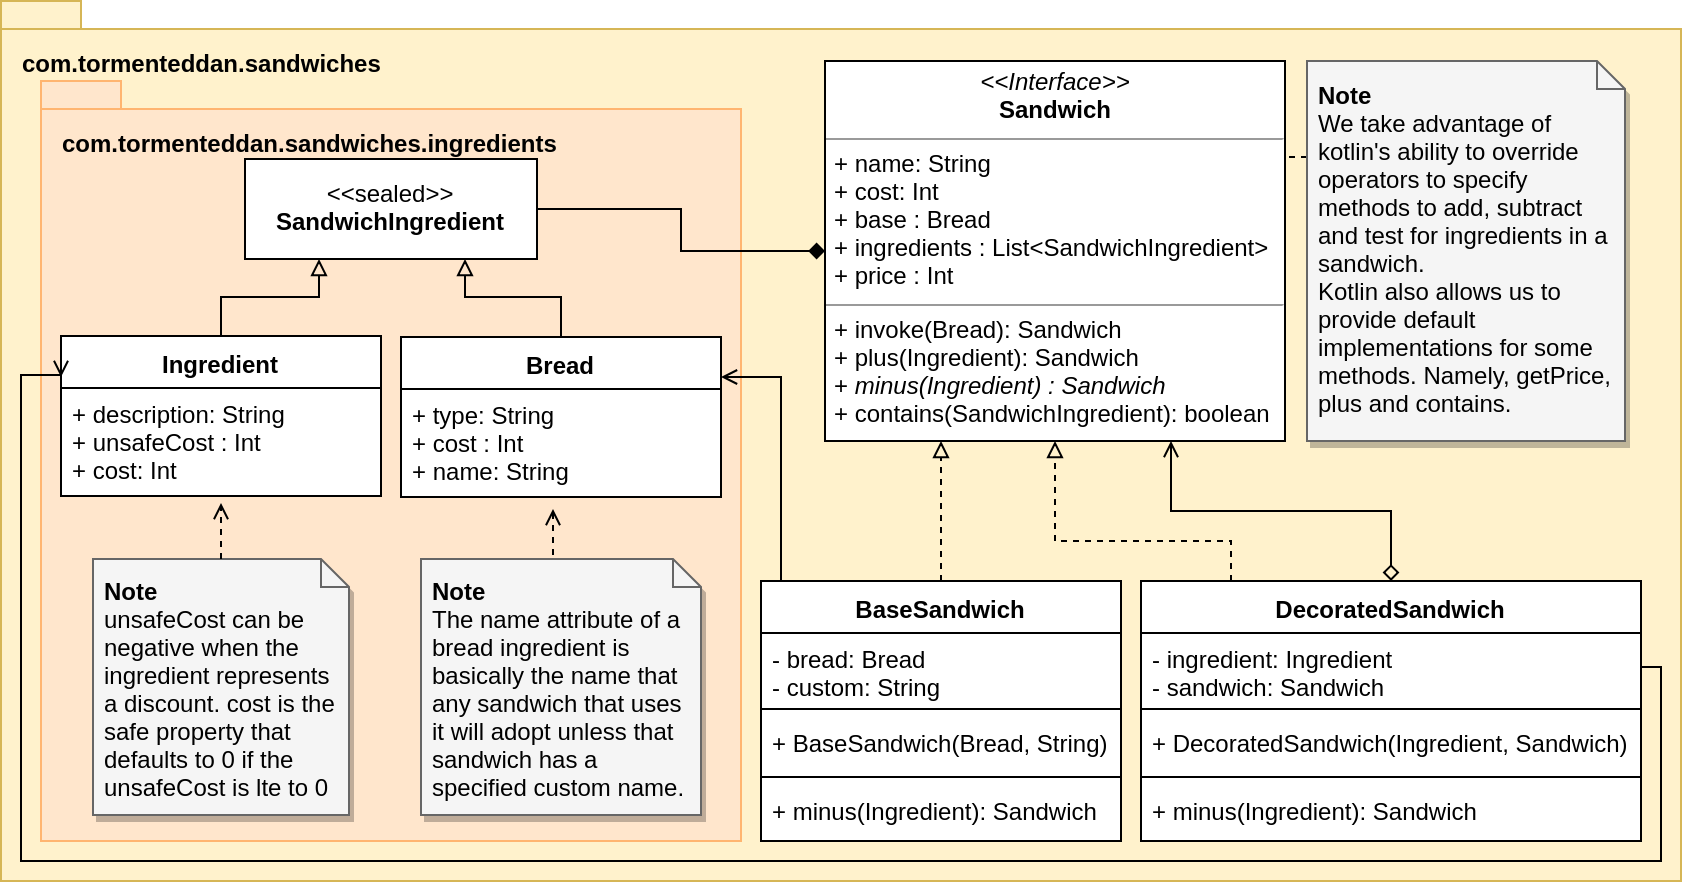 com.tormenteddan.sandwiches
com.tormenteddan.sandwiches.ingredients
<<sealed>>
SandwichIngredient
Ingredient
+ description: String
+ unsafeCost : Int
+ cost: Int
Bread
+ type: String
+ cost : Int
+ name: String
Note
unsafeCost can be
negative when the
ingredient represents
a discount. cost is the
safe property that
defaults to 0 if the
unsafeCost is lte to 0
Note
The name attribute of a
bread ingredient is
basically the name that
any sandwich that uses
it will adopt unless that
sandwich has a
specified custom name.
<<Interface>>
Sandwich
+ name: String
+ cost: Int
+ base : Bread
+ ingredients : List<SandwichIngredient>
+ price : Int
+ invoke(Bread): Sandwich
+ plus(Ingredient): Sandwich
+ minus(Ingredient) : Sandwich
+ contains(SandwichIngredient): boolean
Note
We take advantage of
kotlin's ability to override
operators to specify
methods to add, subtract
and test for ingredients in a
sandwich.
Kotlin also allows us to
provide default
implementations for some
methods. Namely, getPrice,
plus and contains.
BaseSandwich
- bread: Bread
- custom: String
+ BaseSandwich(Bread, String)
+ minus(Ingredient): Sandwich
DecoratedSandwich
- ingredient: Ingredient
- sandwich: Sandwich
+ DecoratedSandwich(Ingredient, Sandwich)
+ minus(Ingredient): Sandwich